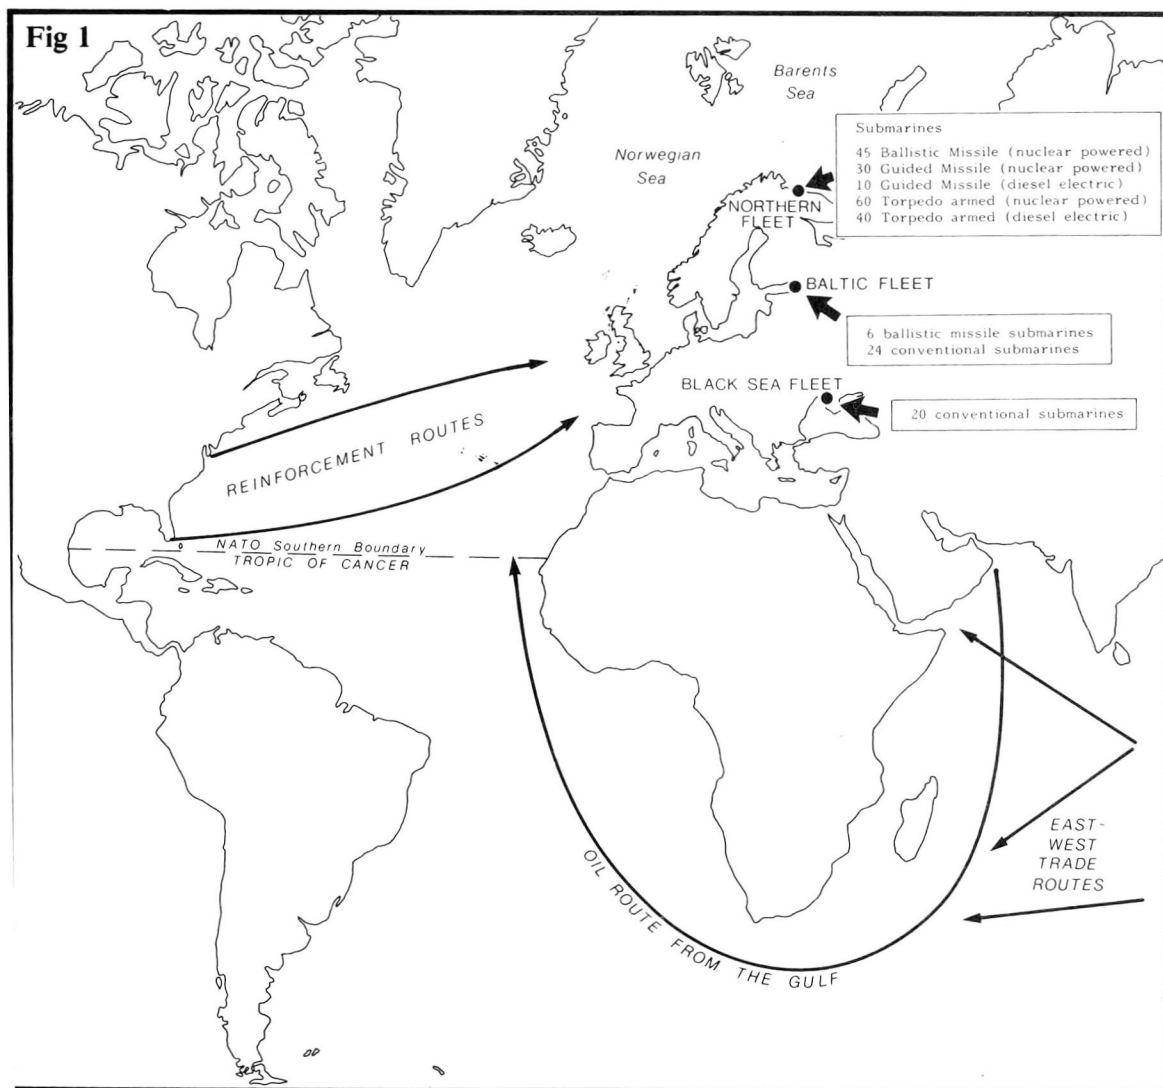 Fig 1
Barents
Sea
Norwegian
Sea
Submarines
45 Ballistic Missile (nuclear powered)
30 Guided Missile (nuclear powered)
10 Guided Missile (diesel electric)
60 Torpedo armed (nuclear powered)
40 Torpedo armed (diesel electric)
NORTHERN
FLEET
BALTIC FLEET
6 ballistic missile submarines
24 conventional submarines
BLACK SEA FLEET
20 conventional submarines
REINFORCEMENT ROUTES
NATO Southern Boundary
TROPIC OF CANCER
EAST-
WEST
TRADE
ROUTES
OIL ROUTE FROM THE GULF